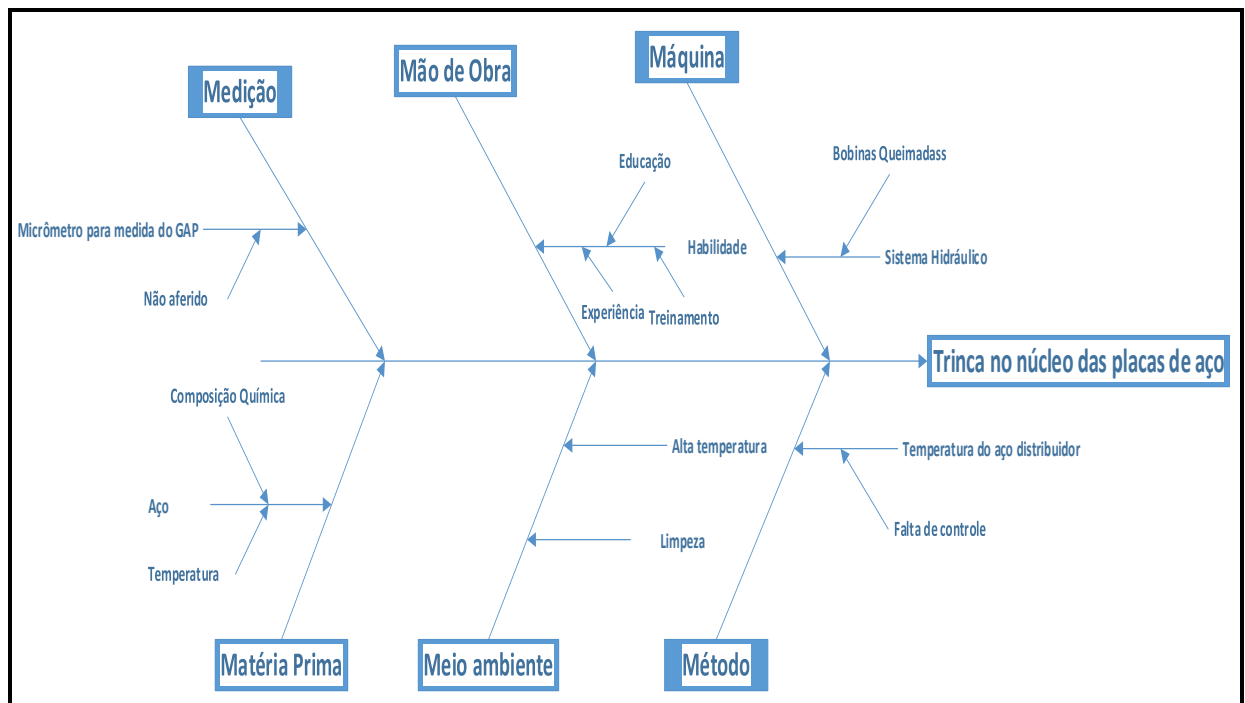 Medição
Mão de Obra
Máquina
Bobinas Queimadass
Educação
Micrômetro para medida do GAP
Habilidade
Sistema Hidráulico
Não aferido
Experiência
Treinamento
Trinca no núcleo das placas de aço
Composição Química
Alta temperatura
Temperatura do aço distribuidor
Aço
Falta de controle
Limpeza
Temperatura
Matéria Prima
Meio ambiente
Método